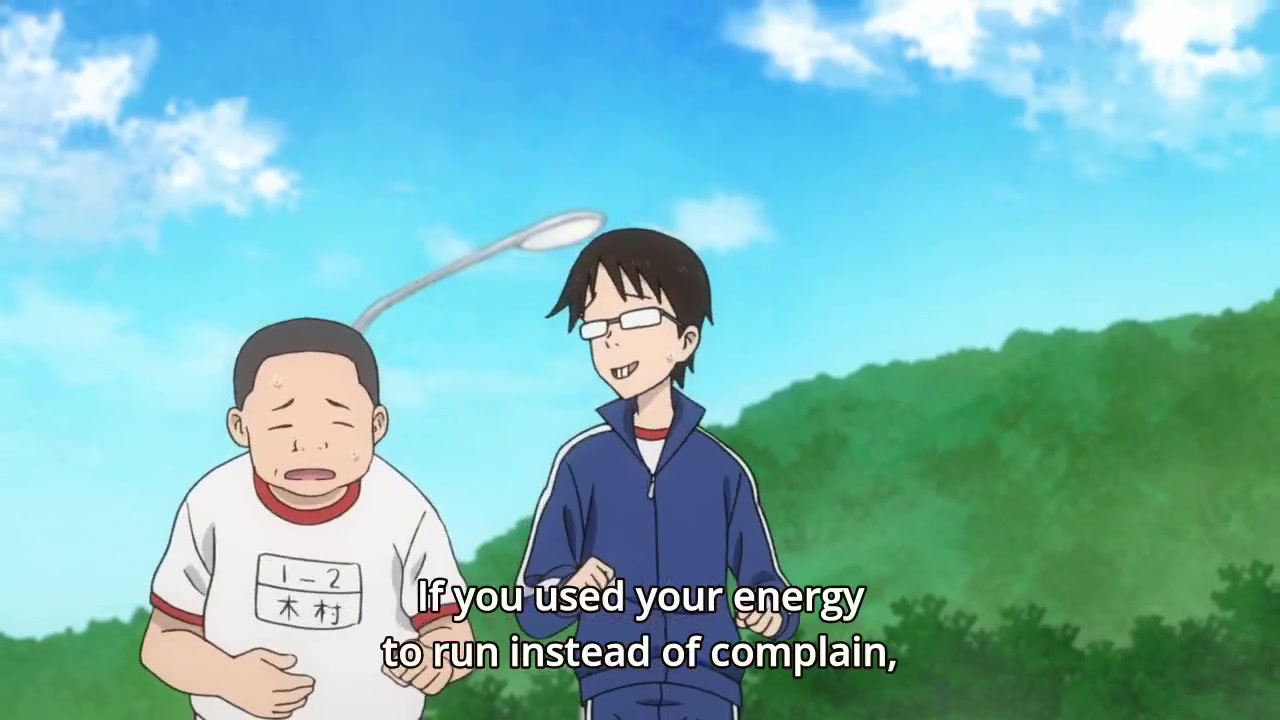 1-2
木村
If you used your energy
to run instead of complain,